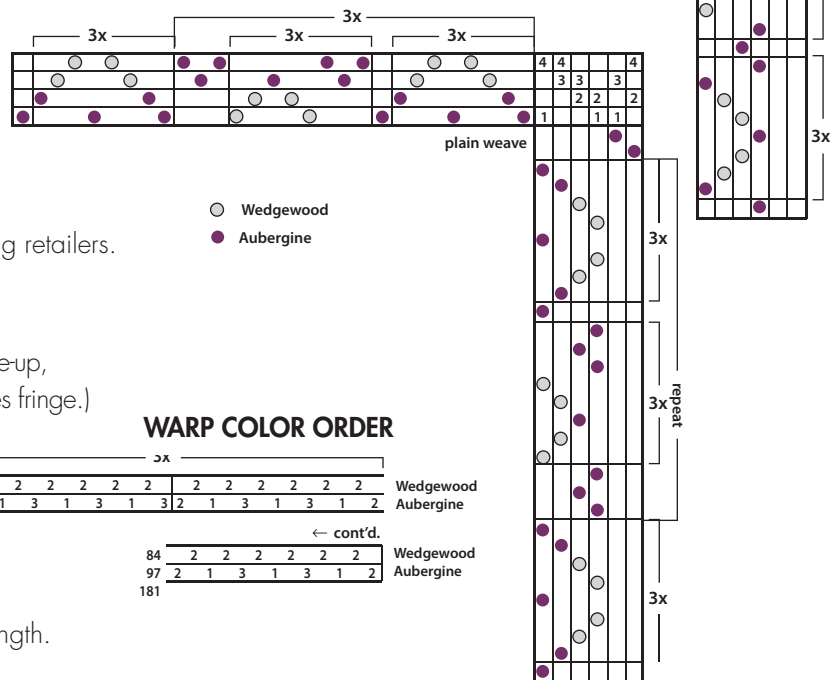 3x
3x 3x 3x
4 4 4
3 3 3
2 2 2
1 1 1
plain weave
3x
Wedgewood
Aubergine
g retailers.
3x
e-up,
es fringe.)
3x
repeat
WARP COLOR ORDER
3x
2 2 2 2 2 2 2 2 2 2 2 Wedgewood
1 3 1 3 1 3 2 1 3 1 3 1 2 Aubergine
← cont'd.
84 2 2 2 2 2 2 Wedgewood
97 2 1 3 1 3 1 2 Aubergine
181
3x
ngth.